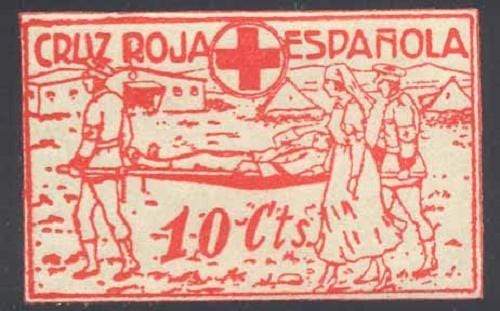 CRUZ ROJA ESPAÑOLA
10 Cts.